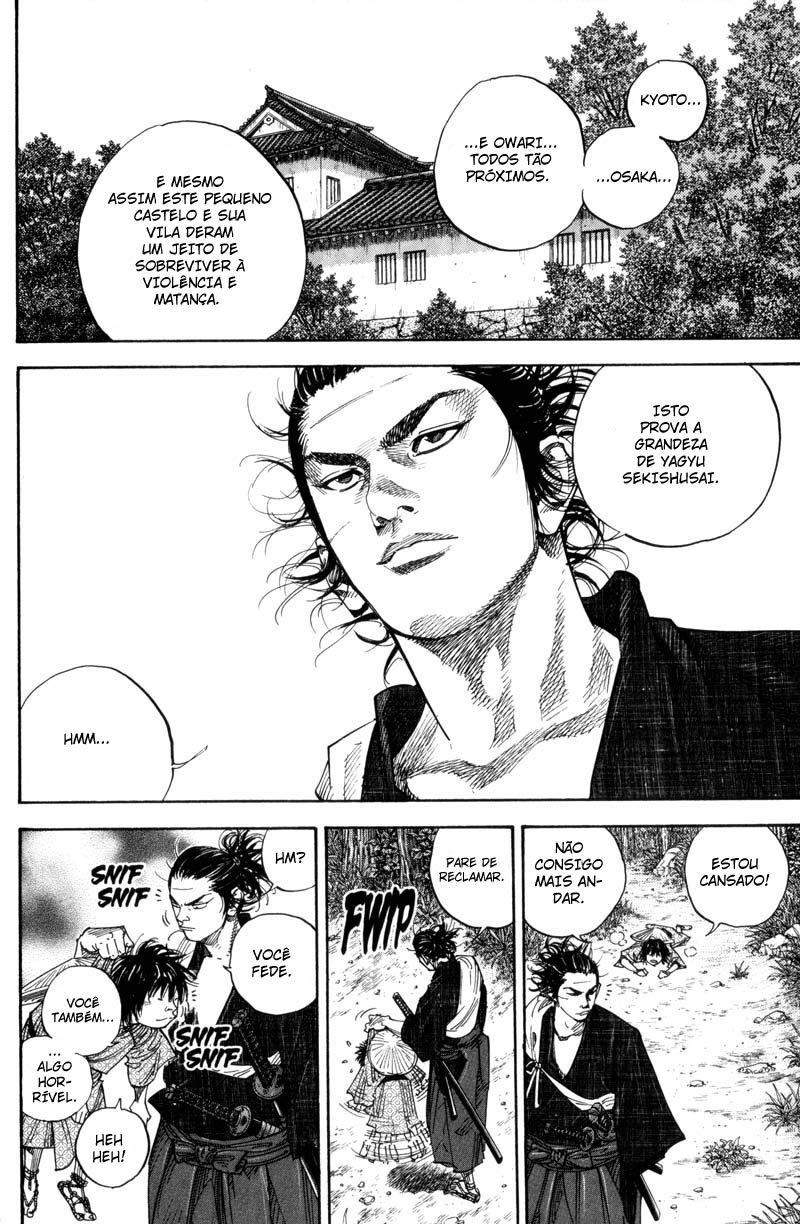 KYOTO...
...OSAKA...
...E OWARI...
TODOS TÃO
PRÓXIMOS.
E MESMO
ASSIM ESTE PEQUENO
CASTELO E SUA
VILA DERAM
UM JEITO DE
SOBREVIVER À
VIOLÊNCIA E
MATANÇA.
ISTO
PROVA A
GRANDEZA
DE YAGYU
SEKISHUSAI.
HMM...
ESTOU
CANSADO!
NÃO
CONSIGO
MAIS AN-
DAR.
PARE DE
RECLAMAR.
FWIP
HM?
SNIF
SNIF
VOCÊ
FEDE.
VOCÊ
TAMBÉM...
SNIF
SNIF
...
ALGO
HOR-
RÍVEL.
HEH
HEH!